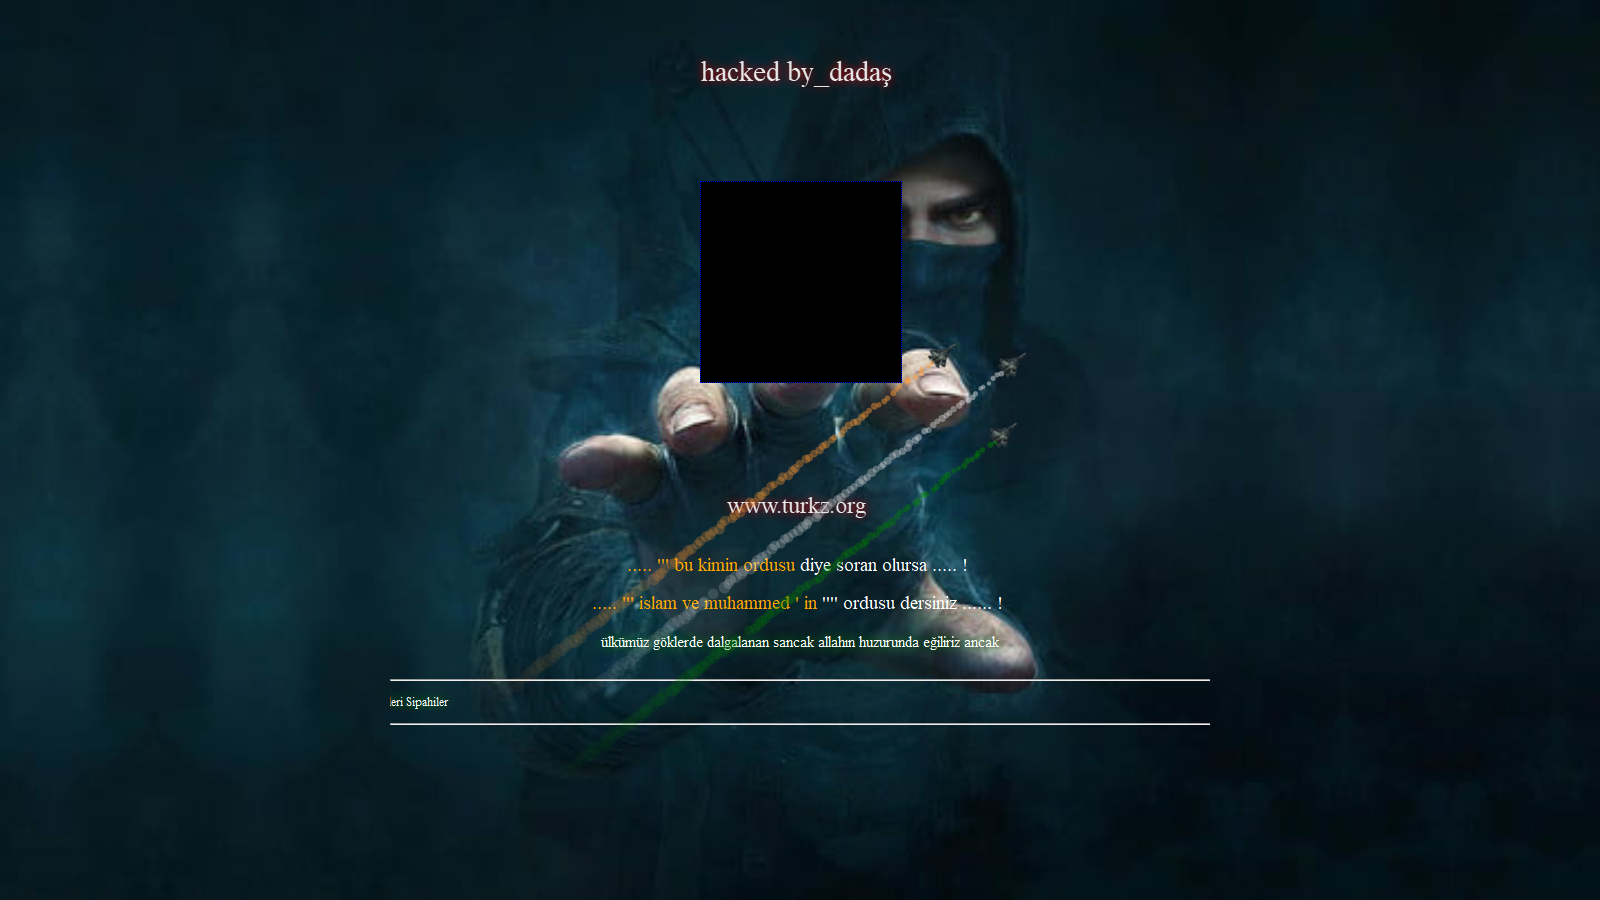 hacked by_dadaş
www.turkz.org
..... ''' bu kimin ordusu diye soran olursa ..... !
..... ''' islam ve muhammed ' in '''' ordusu dersiniz ...... !
ülkümüz göklerde dalgalanan sancak allahın huzurunda eğiliriz ancak
leri Sipahiler